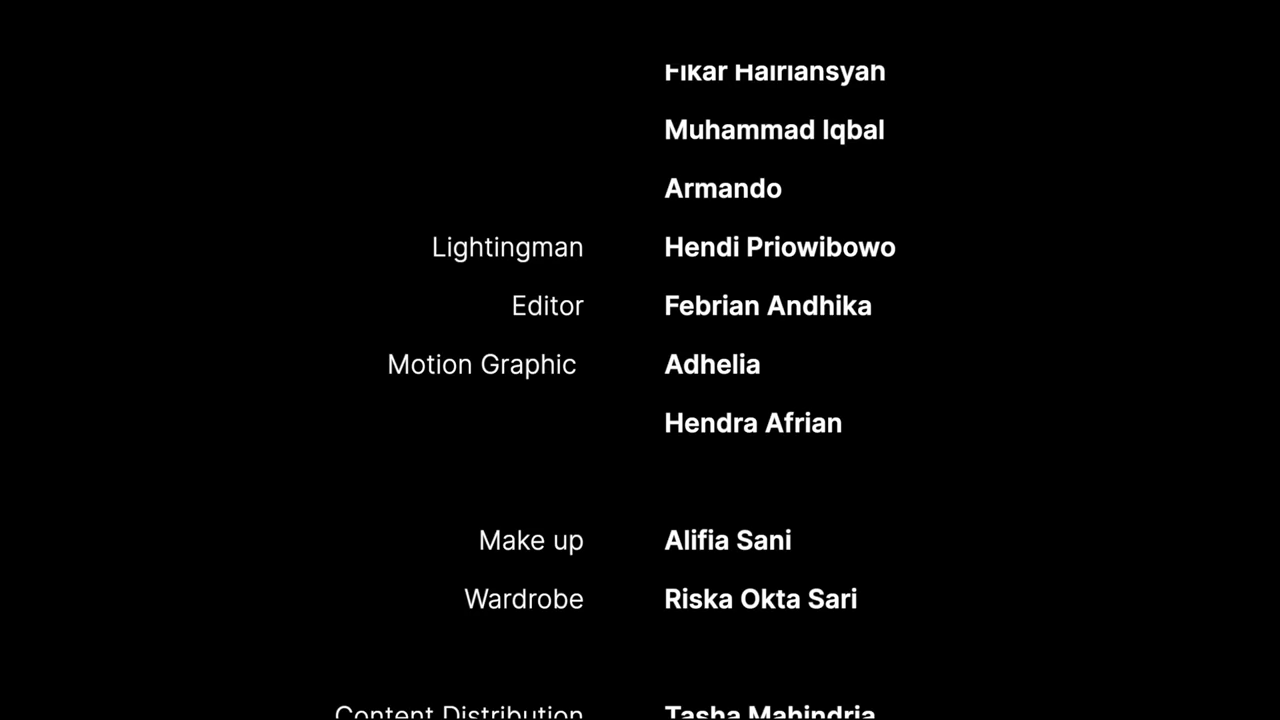 Fikar Hairiansyah
Muhammad Iqbal
Armando
Lightingman Hendi Priowibowo
Editor Febrian Andhika
Motion Graphic Adhelia
Hendra Afrian
Make up Alifia Sani
Wardrobe Riska Okta Sari
Content Distribution Tasha Mahindria